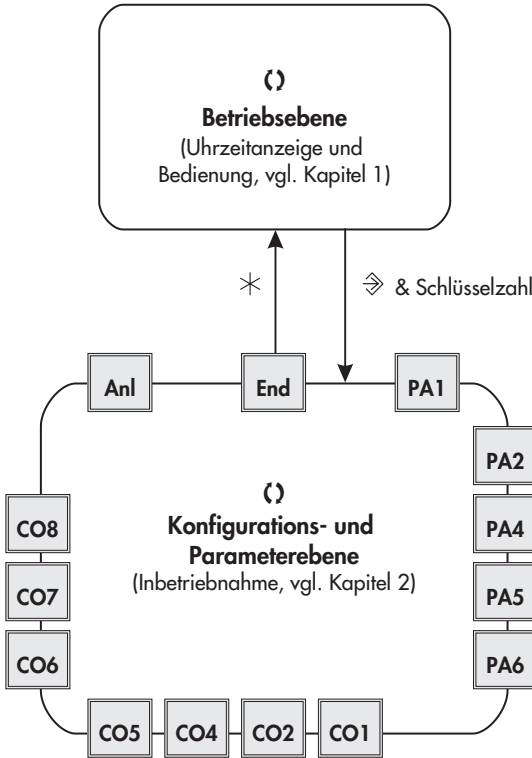 Betriebsebene
(Uhrzeitanzeige und
Bedienung, vgl. Kapitel 1)
& Schlüsselzahl
Anl
End
PA1
PA2
PA4
PA5
PA6
CO8
CO7
CO6
Konfigurations- und
Parameterebene
(Inbetriebnahme, vgl. Kapitel 2)
CO5
CO4
CO2
CO1